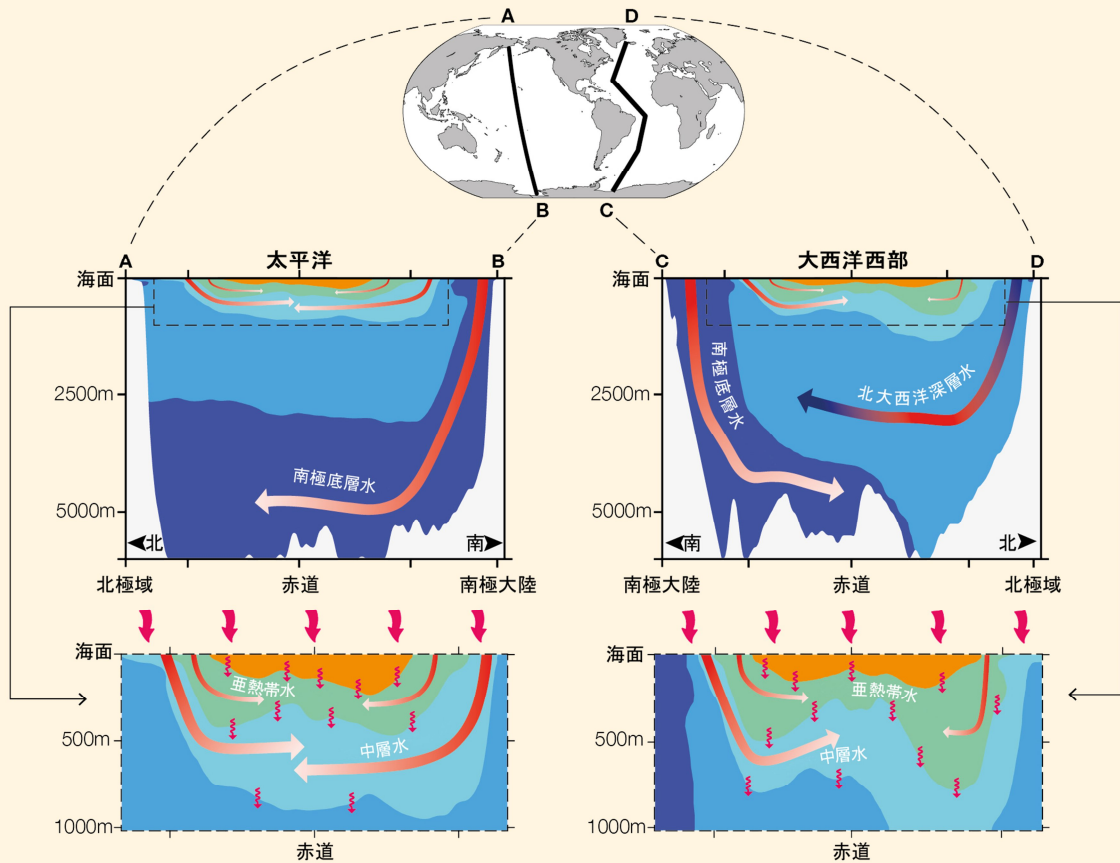 A
D
B
C
A
太平洋
B
海面
2500m
5000m
南極底層水
北
南
北極域
赤道
南極大陸
C
大西洋西部
D
海面
2500m
5000m
南極底層水
北大西洋深層水
南
北
南極大陸
赤道
北極域
海面
500m
1000m
亜熱帯水
中層水
赤道
海面
500m
1000m
亜熱帯水
中層水
赤道